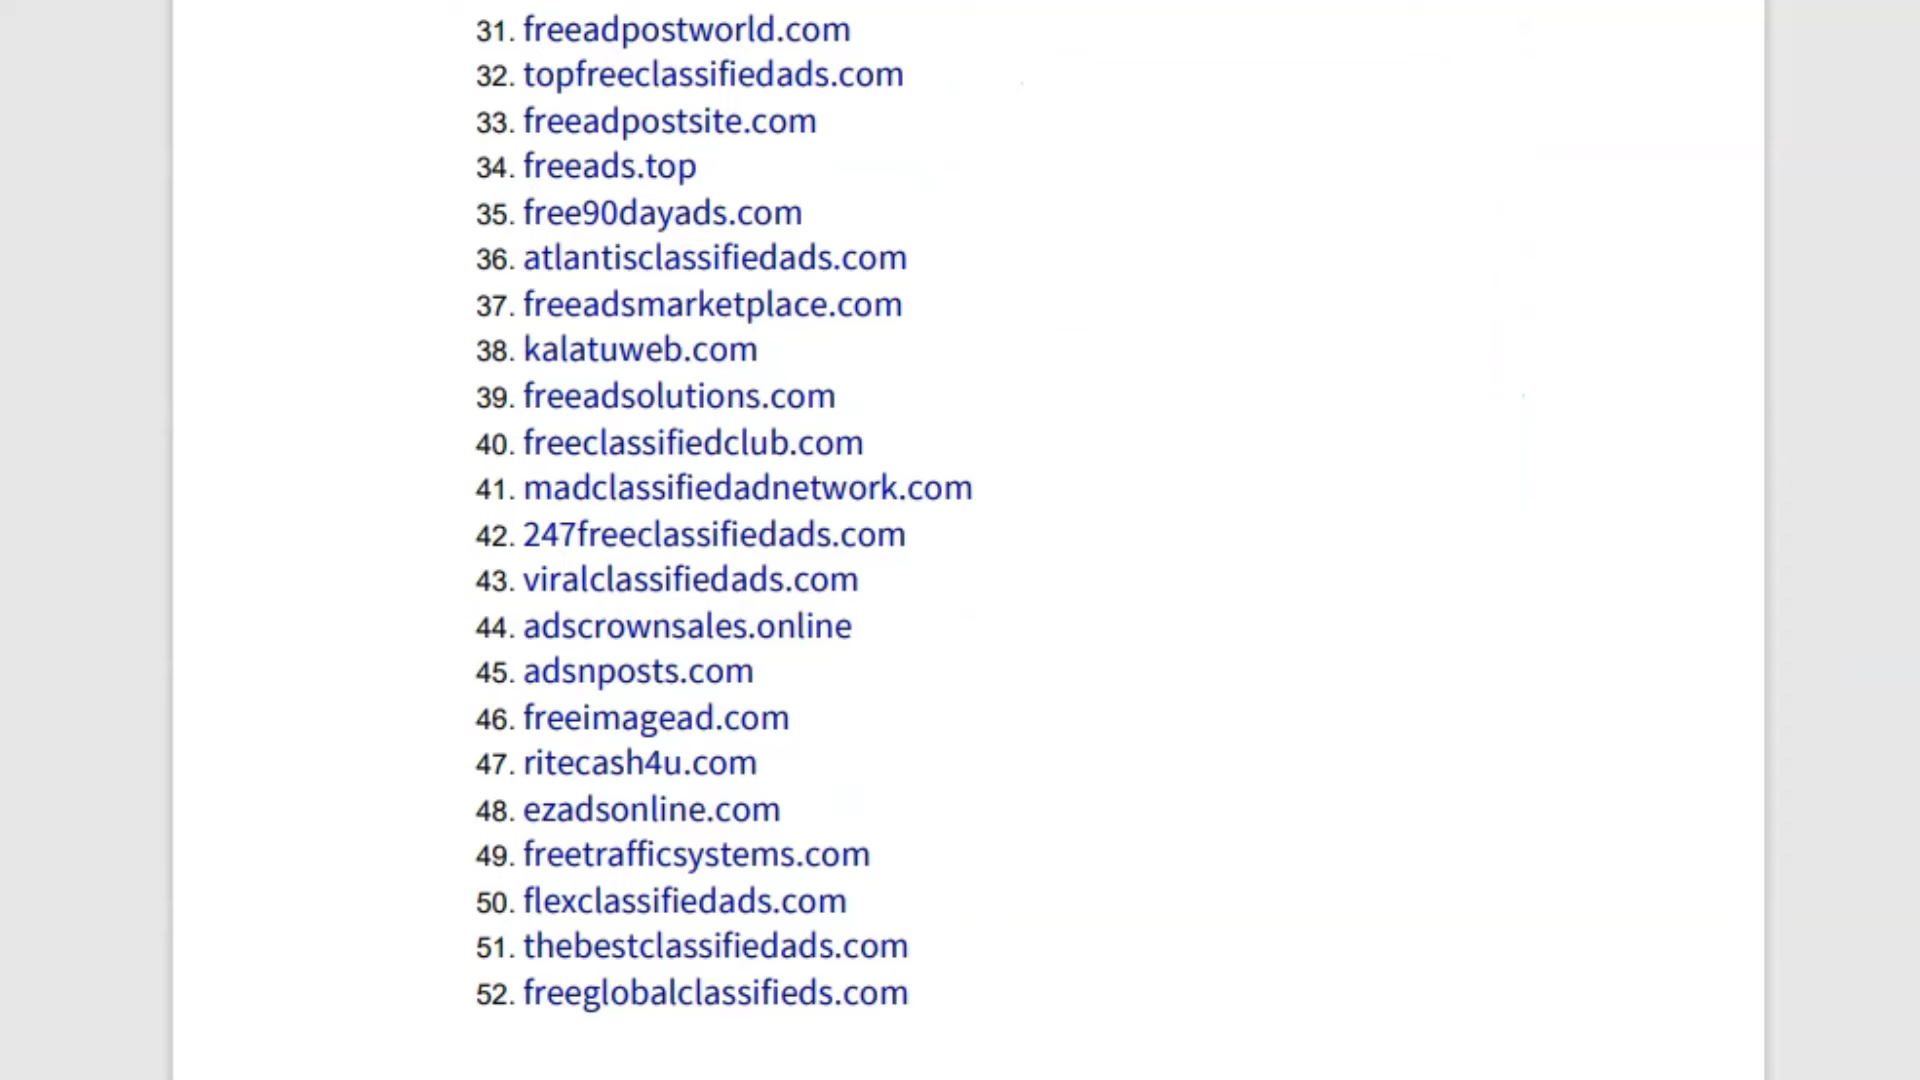 31. freeadpostworld.com
32. topfreeclassifiedads.com
33. freeadpostsite.com
34. freeads.top
35. free90dayads.com
36. atlantisclassifiedads.com
37. freeadsmarketplace.com
38. kalatuweb.com
39. freeadsolutions.com
40. freeclassifiedclub.com
41. madclassifiedadnetwork.com
42. 247freeclassifiedads.com
43. viralclassifiedads.com
44. adscrownsales.online
45. adsnposts.com
46. freeimagead.com
47. ritecash4u.com
48. ezadsonline.com
49. freetrafficsystems.com
50. flexclassifiedads.com
51. thebestclassifiedads.com
52. freeglobalclassifieds.com